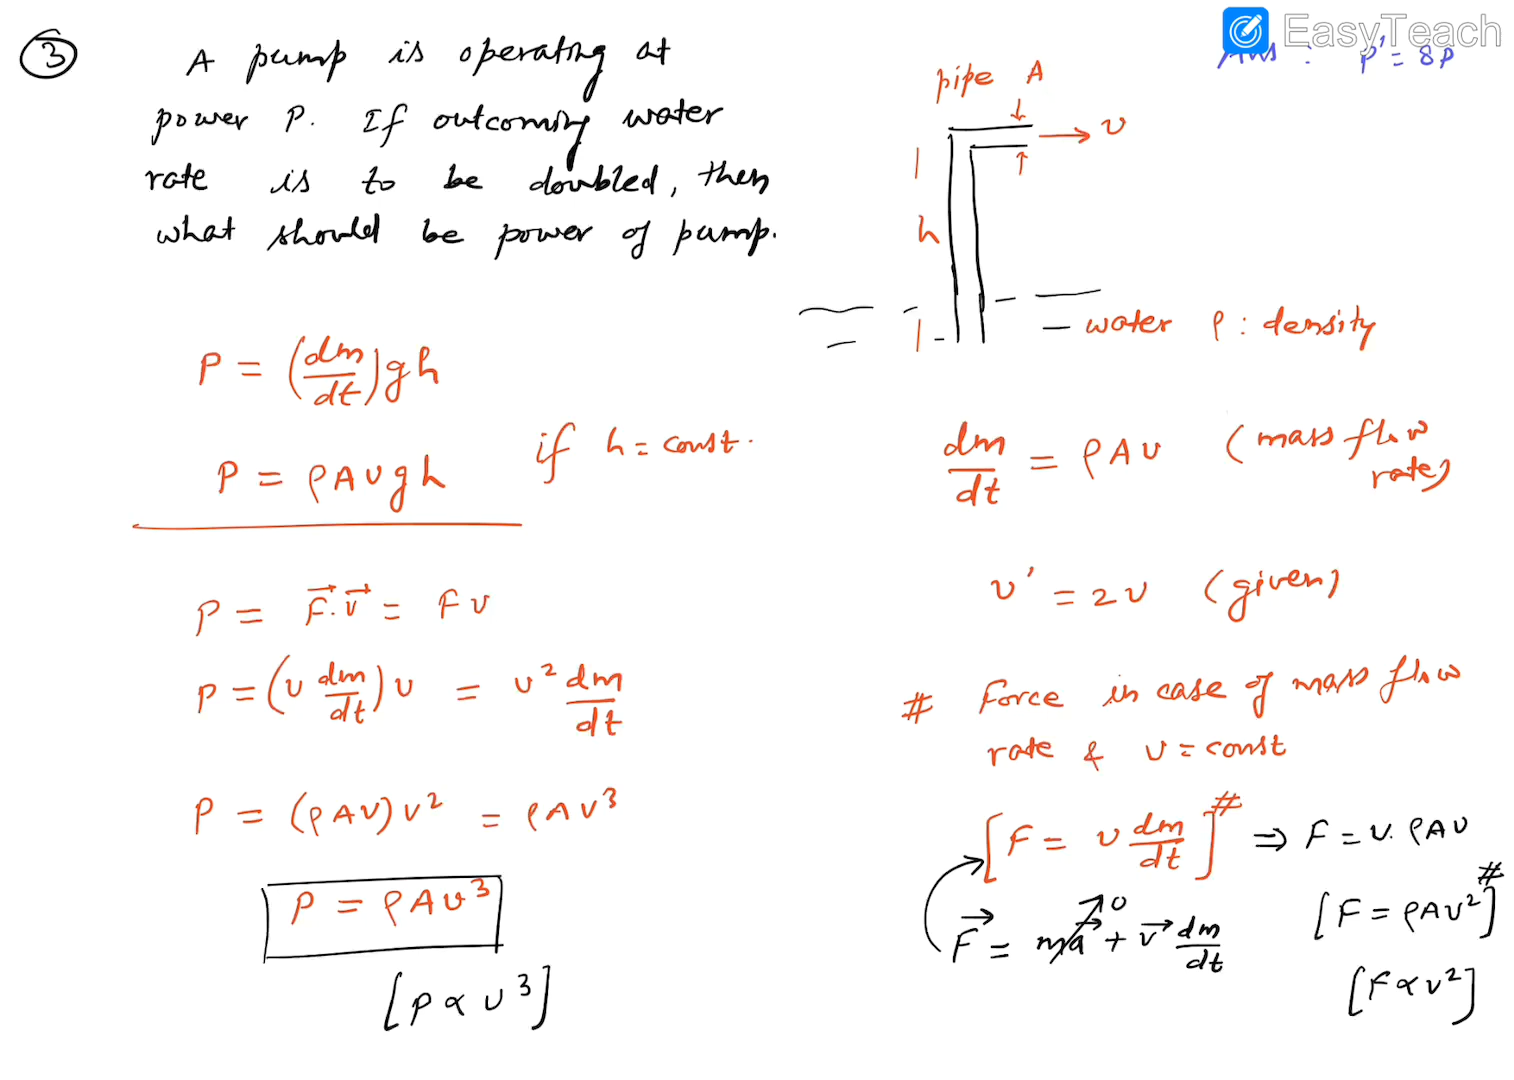 EasyTeach
Ans : P' = 8P
③ A pump is operating at
power P. If outcoming water
rate is to be doubled, then
what should be power of pump.
pipe A
v
h
water ρ : density
P = (dm/dt) gh
P = ρAvgh if h = const.
dm/dt = ρAv (mass flow
rate)
v' = 2v (given)
P = F⃗.v⃗ = Fv
P = (v dm/dt) v = v² dm/dt
P = (ρAv) v² = ρAv³
P = ρAv³
[P ∝ v³]
# Force in case of mass flow
rate & v = const
[F = v dm/dt]# ⇒ F = v. ρAv
F⃗ = ma⃗ 0 + v⃗ dm/dt
[F = ρAv²]#
[F ∝ v²]